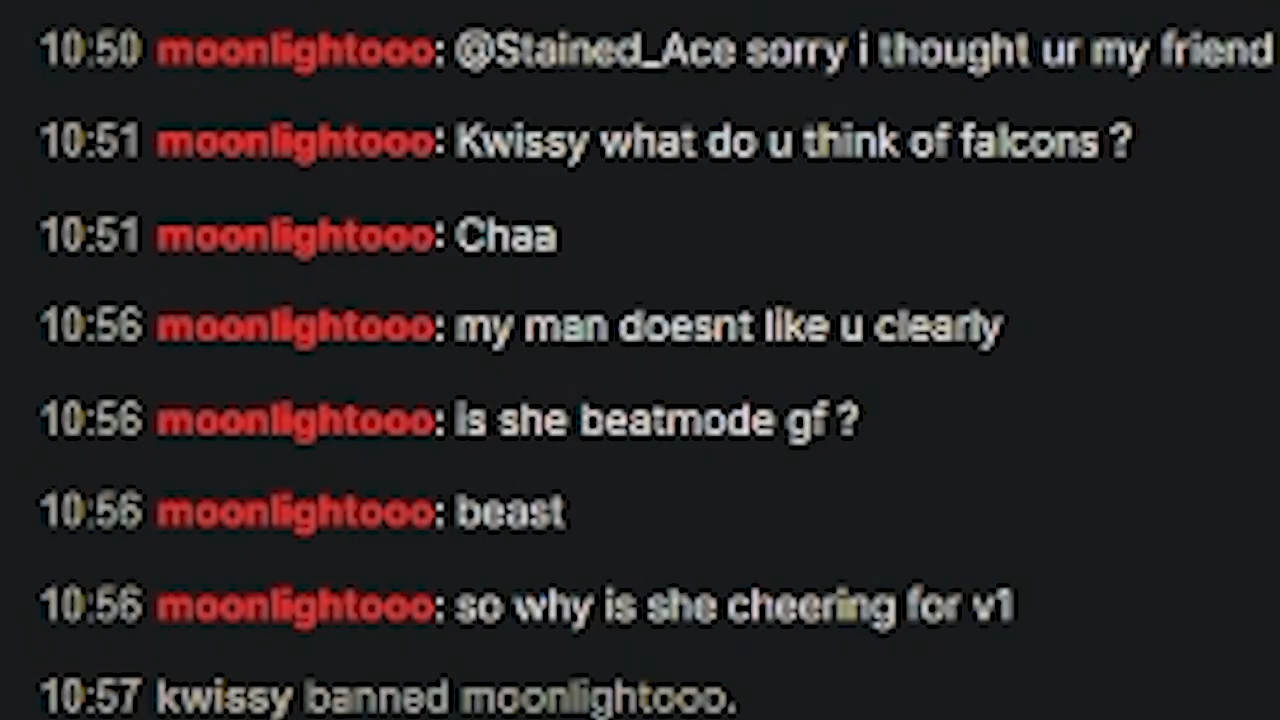 10:50 moonlightooo: @Stained_Ace sorry i thought ur my friend
10:51 moonlightooo: Kwissy what do u think of falcons ?
10:51 moonlightooo: Chaa
10:56 moonlightooo: my man doesnt like u clearly
10:56 moonlightooo: is she beatmode gf ?
10:56 moonlightooo: beast
10:56 moonlightooo: so why is she cheering for v1
10:57 kwissy banned moonlightooo.